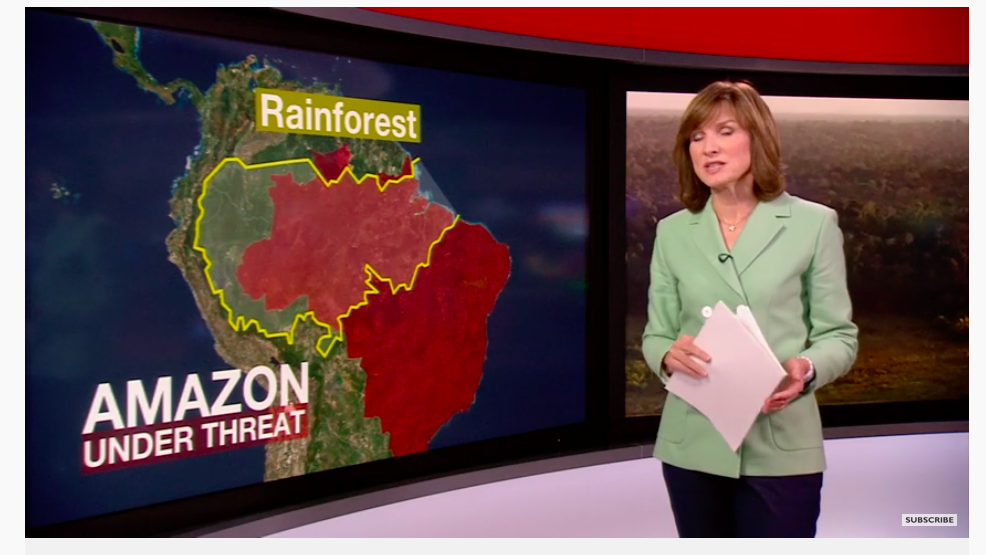 Rainforest
AMAZON
UNDER THREAT
SUBSCRIBE